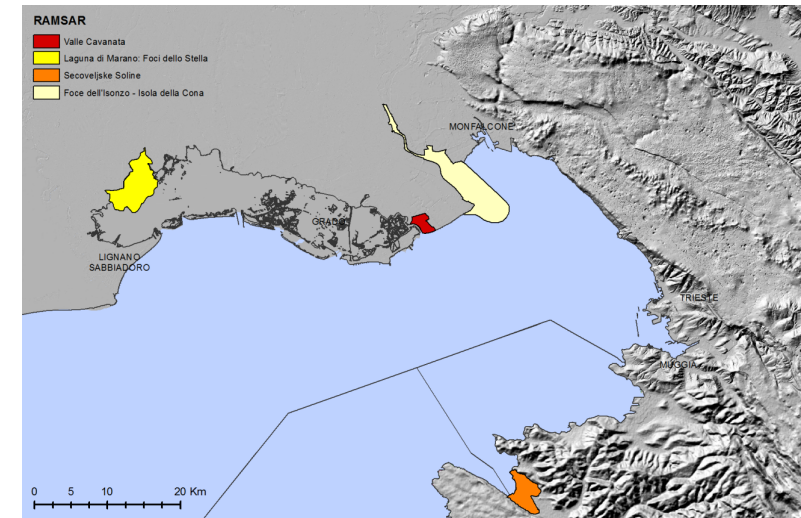 RAMSAR
Valle Cavanata
Laguna di Marano: Foci dello Stella
Secoveljske Soline
Foce dell'Isonzo - Isola della Cona
MONFALCONE
GRADO
LIGNANO
SABBIADORO
TRIESTE
MUGGIA
0 5 10 20 Km